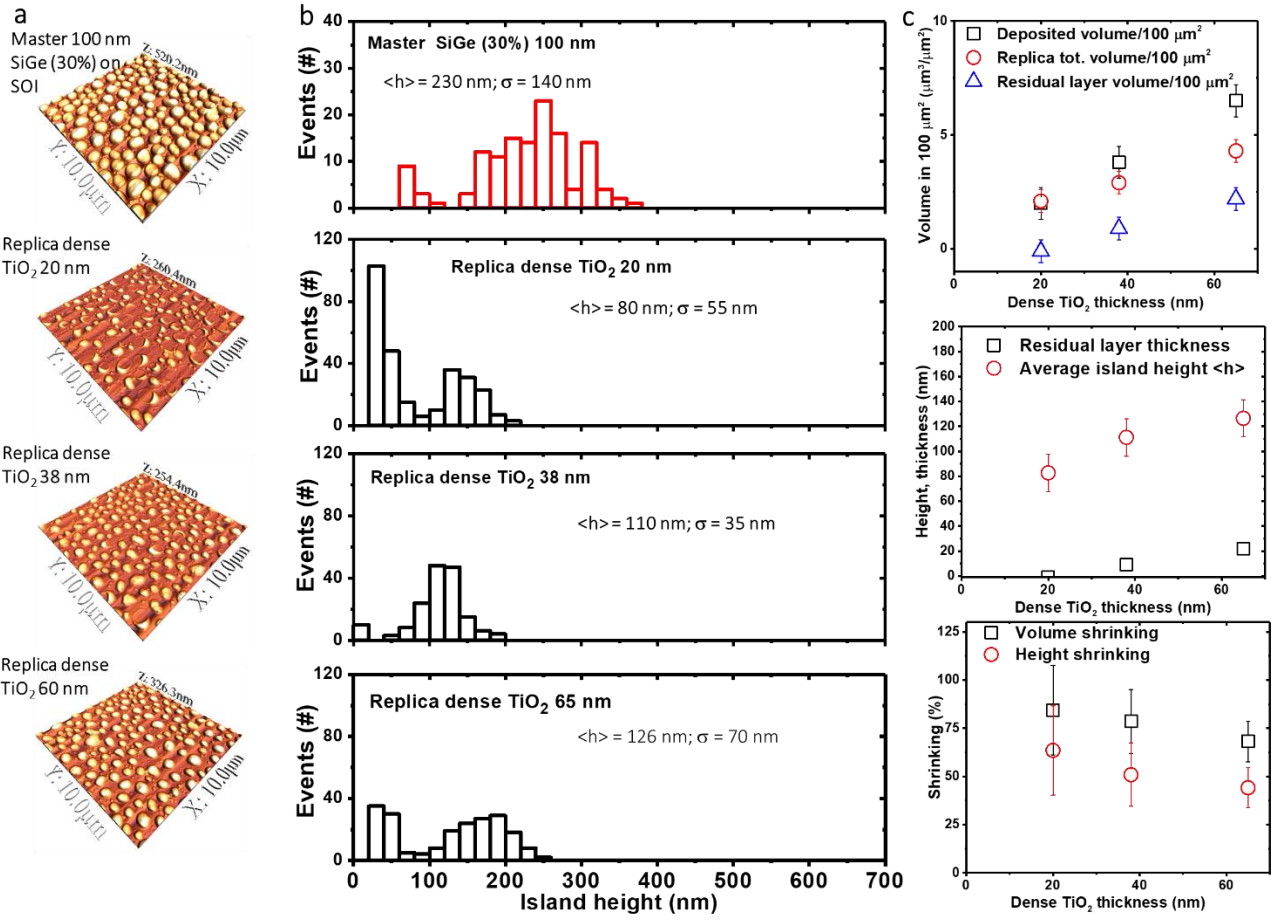 a
Master 100 nm
SiGe (30%) on
SOI
Z: 520.2nm
Y: 10.0µm
X: 10.0µm
Replica dense
TiO2 20 nm
Z: 260.4nm
Y: 10.0µm
X: 10.0µm
Replica dense
TiO2 38 nm
Z: 254.4nm
Y: 10.0µm
X: 10.0µm
Replica dense
TiO2 60 nm
Z: 326.3nm
Y: 10.0µm
X: 10.0µm
b
Master SiGe (30%) 100 nm
<h> = 230 nm; σ = 140 nm
Events (#)
40
30
20
10
0
Replica dense TiO2 20 nm
<h> = 80 nm; σ = 55 nm
Events (#)
120
80
40
0
Replica dense TiO2 38 nm
<h> = 110 nm; σ = 35 nm
Events (#)
120
80
40
0
Replica dense TiO2 65 nm
<h> = 126 nm; σ = 70 nm
Events (#)
120
80
40
0
0 100 200 300 400 500 600 700
Island height (nm)
c
Deposited volume/100 µm2
Replica tot. volume/100 µm2
Residual layer volume/100 µm2
Volume in 100 µm2 (µm3/µm2)
10
5
0
20 40 60
Dense TiO2 thickness (nm)
Residual layer thickness
Average island height <h>
Height, thickness (nm)
200
180
160
140
120
100
80
60
40
20
0
0 20 40 60
Dense TiO2 thickness (nm)
Volume shrinking
Height shrinking
Shrinking (%)
125
100
75
50
25
0
20 40 60
Dense TiO2 thickness (nm)